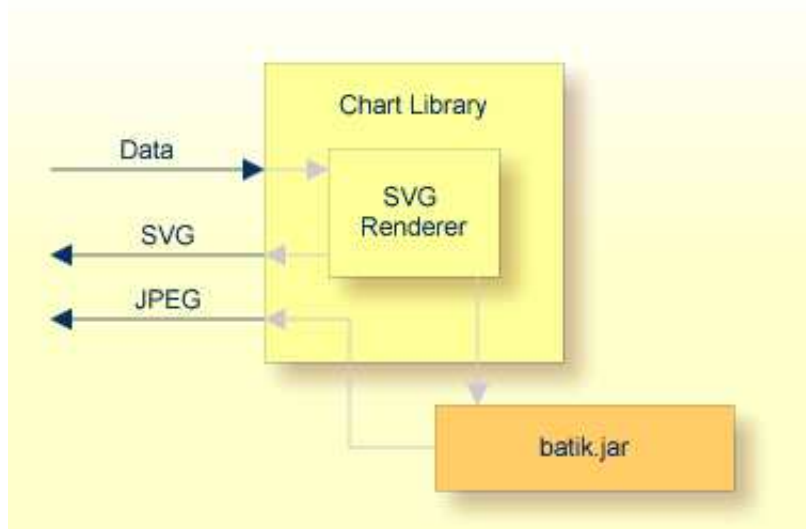 Chart Library
Data
SVG
Renderer
SVG
JPEG
batik.jar